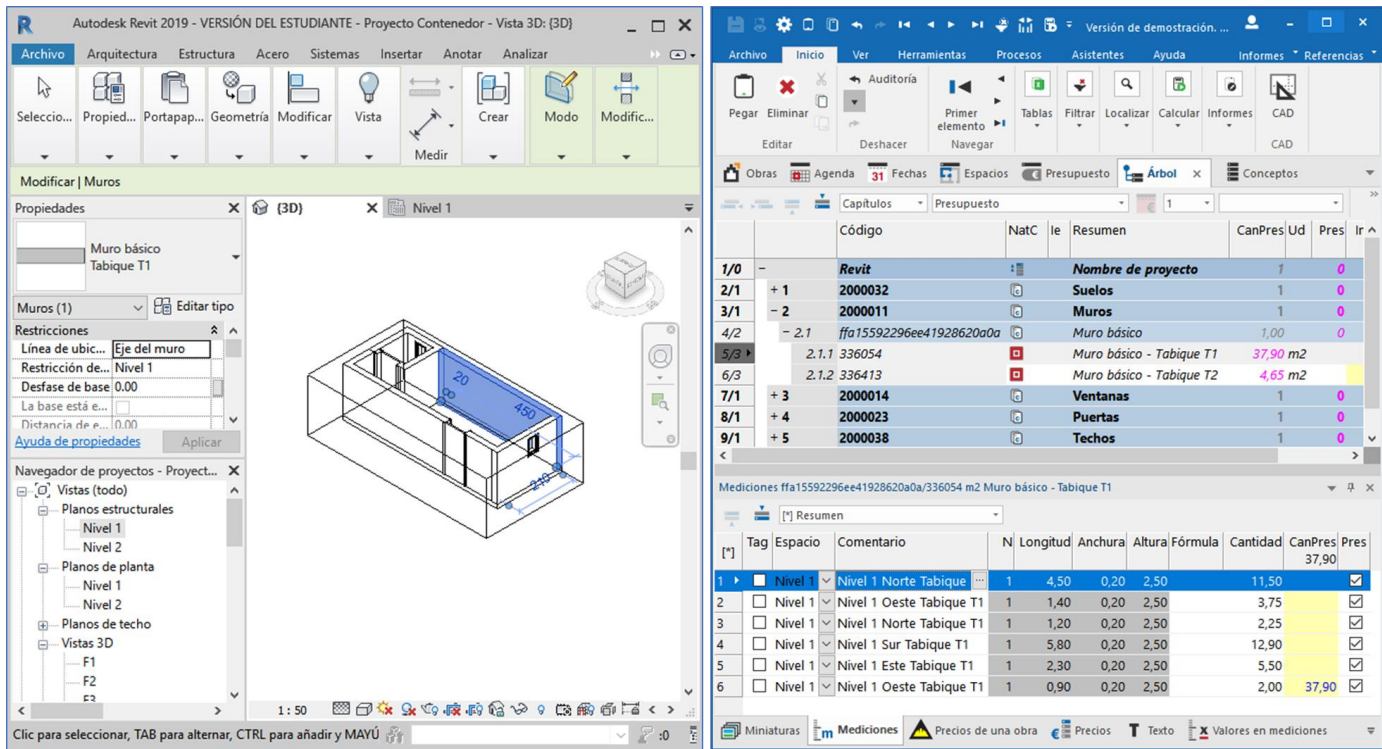 Autodesk Revit 2019 - VERSIÓN DEL ESTUDIANTE - Proyecto Contenedor - Vista 3D: {3D}
Archivo Arquitectura Estructura Acero Sistemas Insertar Anotar Analizar
Seleccio... Propied... Portapap... Geometría Modificar Vista Medir Crear Modo Modific...
Modificar | Muros
Propiedades
{3D} Nivel 1
Muro básico
Tabique T1
Muros (1) Editar tipo
Restricciones
Línea de ubic... Eje del muro
Restricción de... Nivel 1
Desfase de base 0.00
La base está e...
Distancia de e... 0.00
Ayuda de propiedades Aplicar
Navegador de proyectos - Proyect...
Vistas (todo)
Planos estructurales
Nivel 1
Nivel 2
Planos de planta
Nivel 1
Nivel 2
Planos de techo
Vistas 3D
F1
F2
F3
20
450
210
1 : 50
Clic para seleccionar, TAB para alternar, CTRL para añadir y MAYÚ
:0
Versión de demostración. ...
Archivo Inicio Ver Herramientas Procesos Asistentes Ayuda Informes Referencias
Pegar Eliminar
Auditoría
Primer elemento
Tablas Filtrar Localizar Calcular Informes CAD
Editar Deshacer Navegar CAD
Obras Agenda 31 Fechas Espacios Presupuesto Árbol Conceptos
Capítulos Presupuesto 1
Código NatC Ie Resumen CanPres Ud Pres Ir
1/0 - Revit Nombre de proyecto 1 0
2/1 + 1 2000032 Suelos 1 0
3/1 - 2 2000011 Muros 1 0
4/2 - 2.1 ffa15592296ee41928620a0a Muro básico 1,00 0
5/3 2.1.1 336054 Muro básico - Tabique T1 37,90 m2
6/3 2.1.2 336413 Muro básico - Tabique T2 4,65 m2
7/1 + 3 2000014 Ventanas 1 0
8/1 + 4 2000023 Puertas 1 0
9/1 + 5 2000038 Techos 1 0
Mediciones ffa15592296ee41928620a0a/336054 m2 Muro básico - Tabique T1
[*] Resumen
[*] Tag Espacio Comentario N Longitud Anchura Altura Fórmula Cantidad CanPres Pres
37,90
1 Nivel 1 Nivel 1 Norte Tabique ... 1 4,50 0,20 2,50 11,50
2 Nivel 1 Nivel 1 Oeste Tabique T1 1 1,40 0,20 2,50 3,75
3 Nivel 1 Nivel 1 Norte Tabique T1 1 1,20 0,20 2,50 2,25
4 Nivel 1 Nivel 1 Sur Tabique T1 1 5,80 0,20 2,50 12,90
5 Nivel 1 Nivel 1 Este Tabique T1 1 2,30 0,20 2,50 5,50
6 Nivel 1 Nivel 1 Oeste Tabique T1 1 0,90 0,20 2,50 2,00 37,90
Miniaturas Mediciones Precios de una obra Precios Texto Valores en mediciones